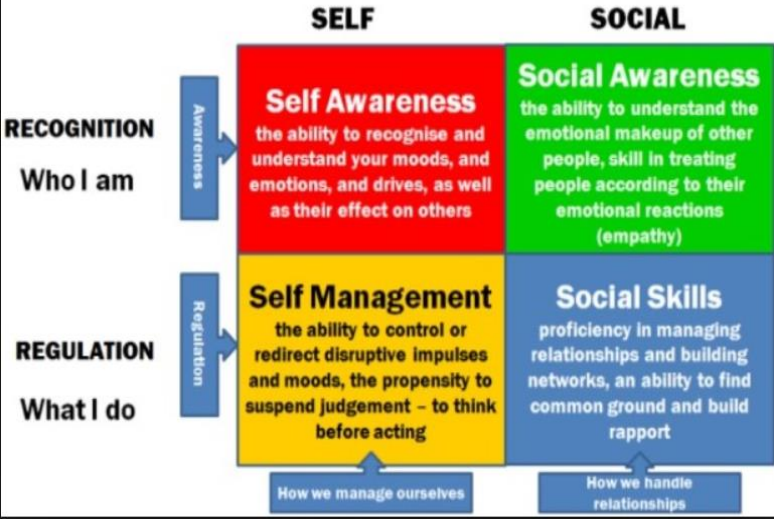 SELF
SOCIAL
RECOGNITION
Who I am
Awareness
Self Awareness
the ability to recognise and
understand your moods, and
emotions, and drives, as well
as their effect on others
Social Awareness
the ability to understand the
emotional makeup of other
people, skill in treating
people according to their
emotional reactions
(empathy)
REGULATION
What I do
Regulation
Self Management
the ability to control or
redirect disruptive impulses
and moods, the propensity to
suspend judgement – to think
before acting
Social Skills
proficiency in managing
relationships and building
networks, an ability to find
common ground and build
rapport
How we manage ourselves
How we handle
relationships